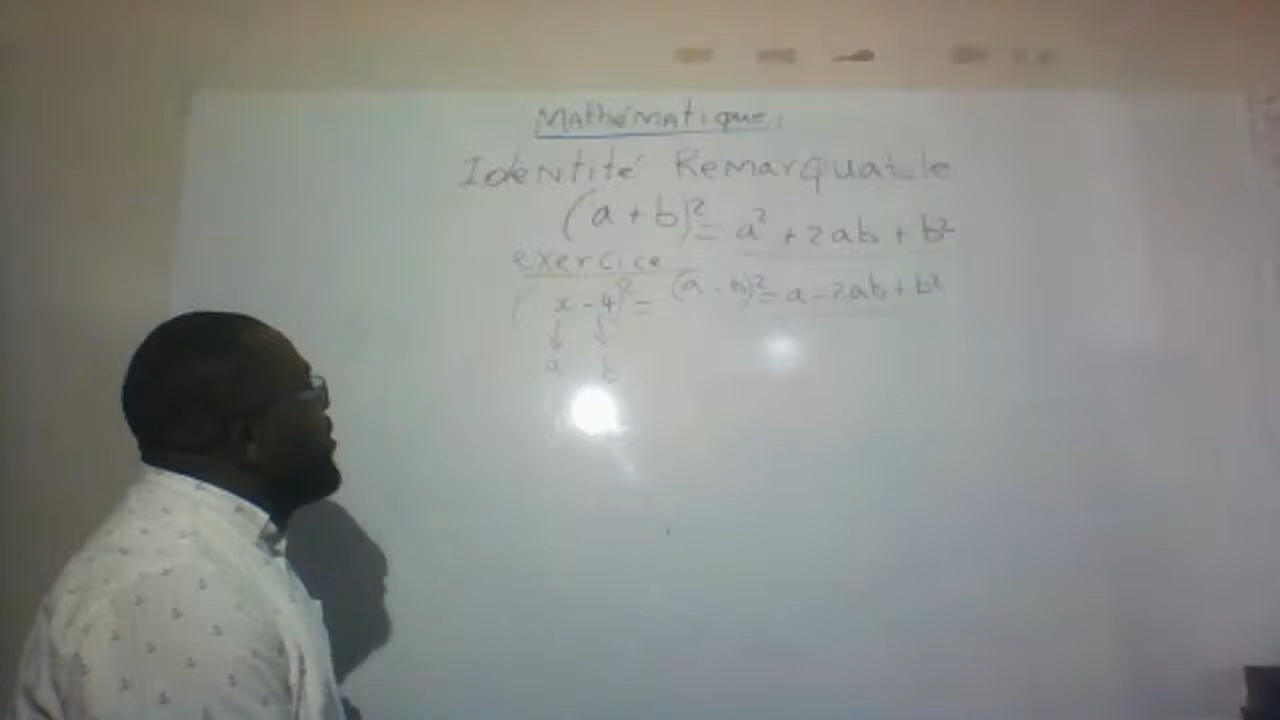 Mathématique:
Identité Remarquable
(a + b)² = a² + 2ab + b²
exercice
(x - 4)² = (a - b)² = a - 2ab + b²
↓ ↓
a b